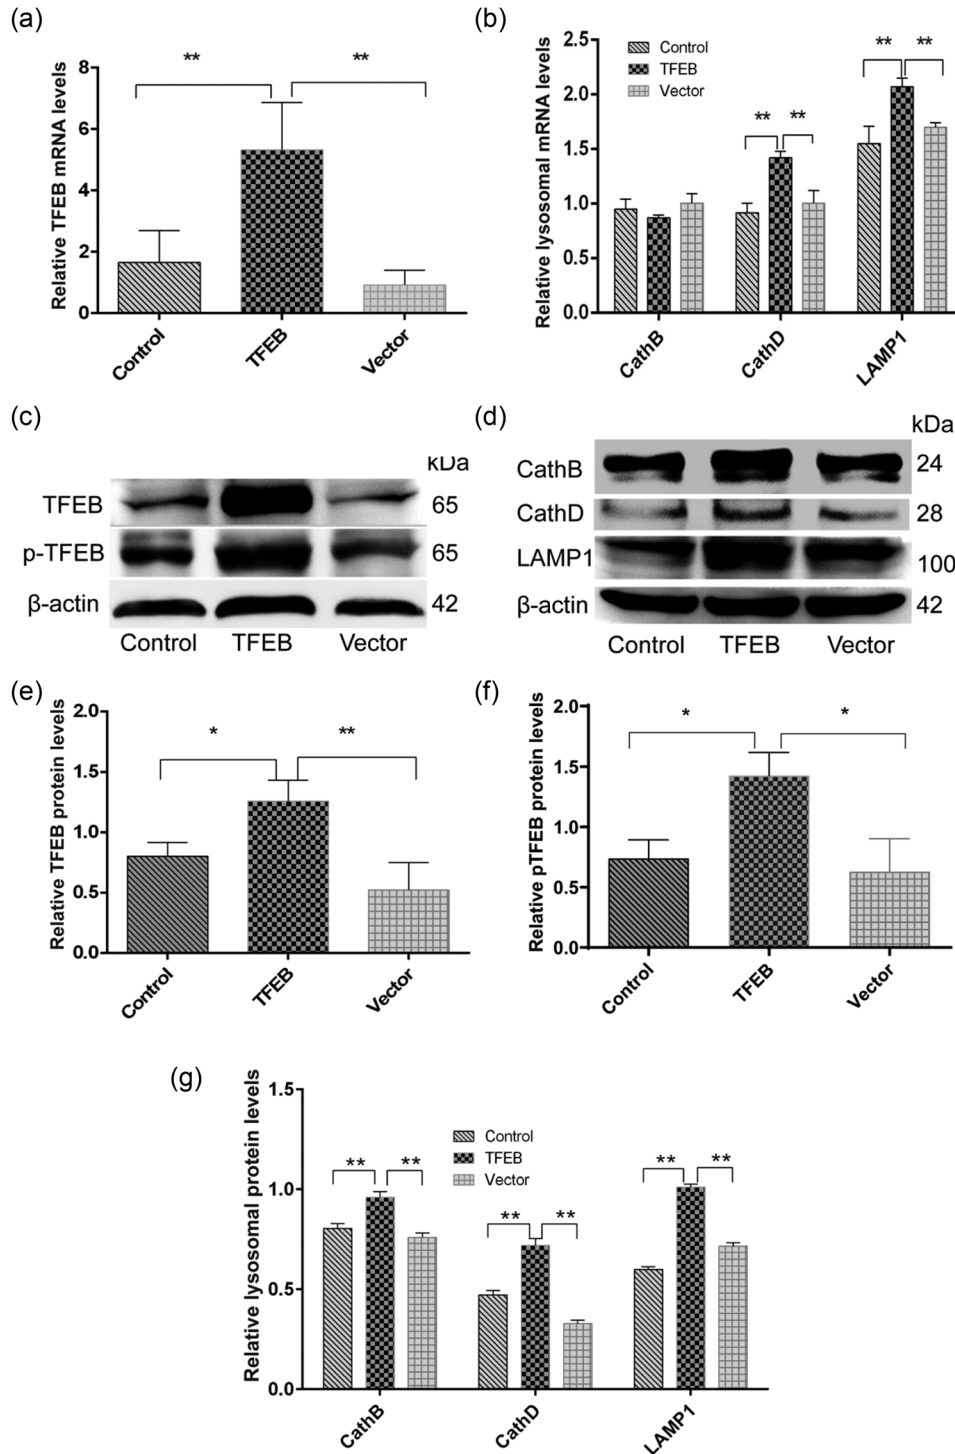 (a)
**
**
Relative TFEB mRNA levels
8
6
4
2
0
Control
TFEB
Vector
(b)
Relative lysosomal mRNA levels
2.5
2.0
1.5
1.0
0.5
0.0
Control
TFEB
Vector
**
**
**
**
CathB
CathD
LAMP1
(c)
kDa
TFEB
65
p-TFEB
65
β-actin
42
Control
TFEB
Vector
(d)
kDa
CathB
24
CathD
28
LAMP1
100
β-actin
42
Control
TFEB
Vector
(e)
Relative TFEB protein levels
2.0
1.5
1.0
0.5
0.0
*
**
Control
TFEB
Vector
(f)
Relative pTFEB protein levels
2.0
1.5
1.0
0.5
0.0
*
*
Control
TFEB
Vector
(g)
Relative lysosomal protein levels
1.5
1.0
0.5
0.0
Control
TFEB
Vector
**
**
**
**
**
**
CathB
CathD
LAMP1